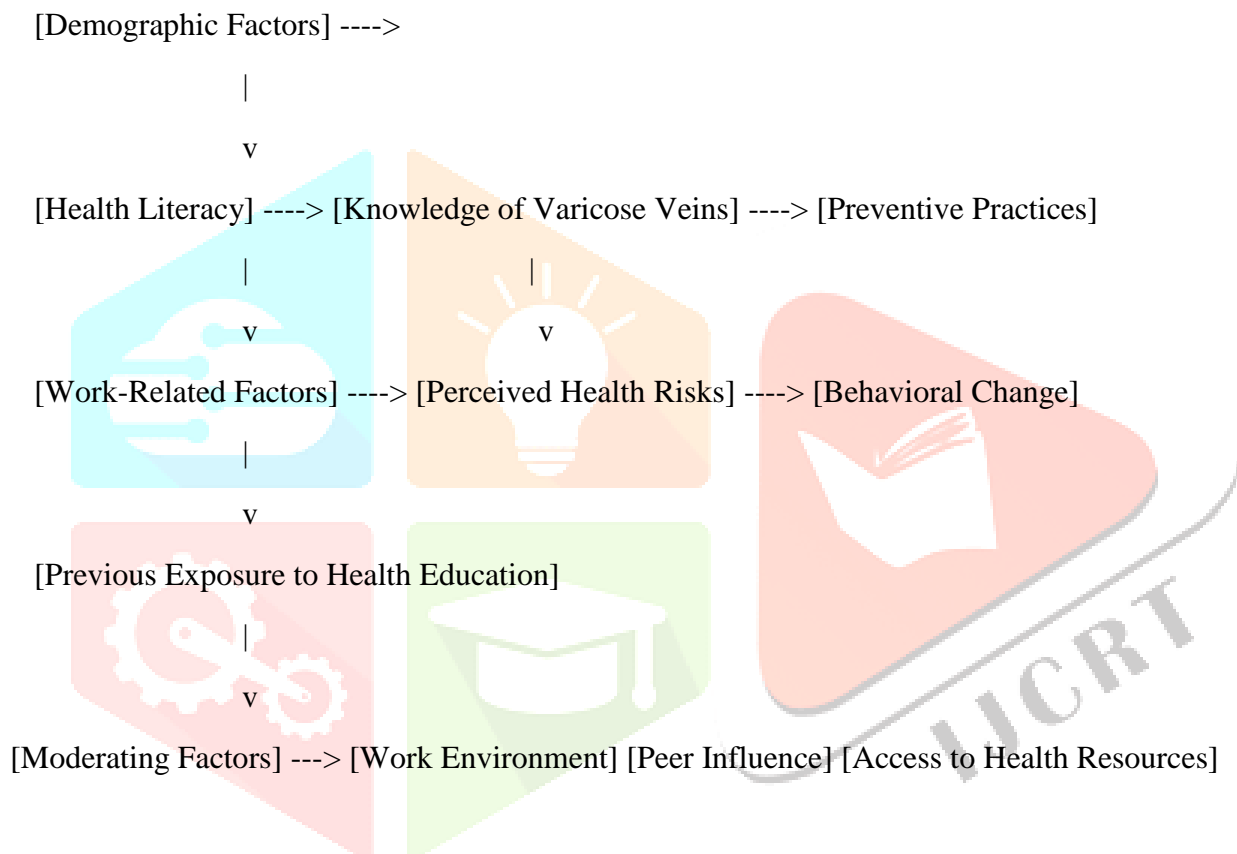 [Demographic Factors] ---->
|
v
[Health Literacy] ----> [Knowledge of Varicose Veins] ----> [Preventive Practices]
| |
v v
[Work-Related Factors] ----> [Perceived Health Risks] ----> [Behavioral Change]
|
v
[Previous Exposure to Health Education]
|
v
[Moderating Factors] ---> [Work Environment] [Peer Influence] [Access to Health Resources]
IJCRT